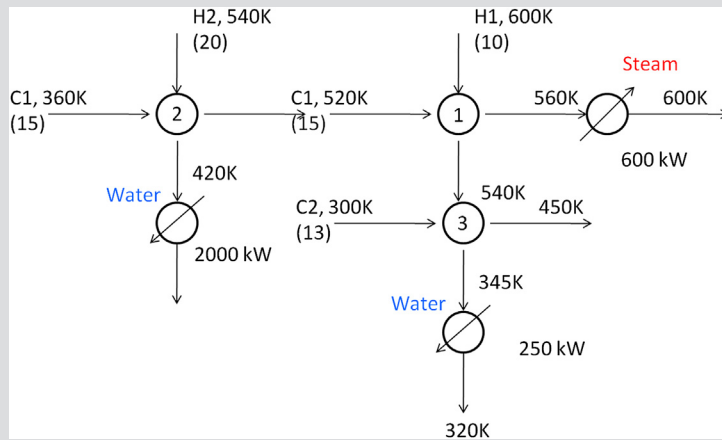 H2, 540K
(20)
H1, 600K
(10)
Steam
C1, 360K
(15)
2
C1, 520K
(15)
1
560K
600K
600 kW
420K
Water
2000 kW
540K
C2, 300K
(13)
3
450K
345K
Water
250 kW
320K